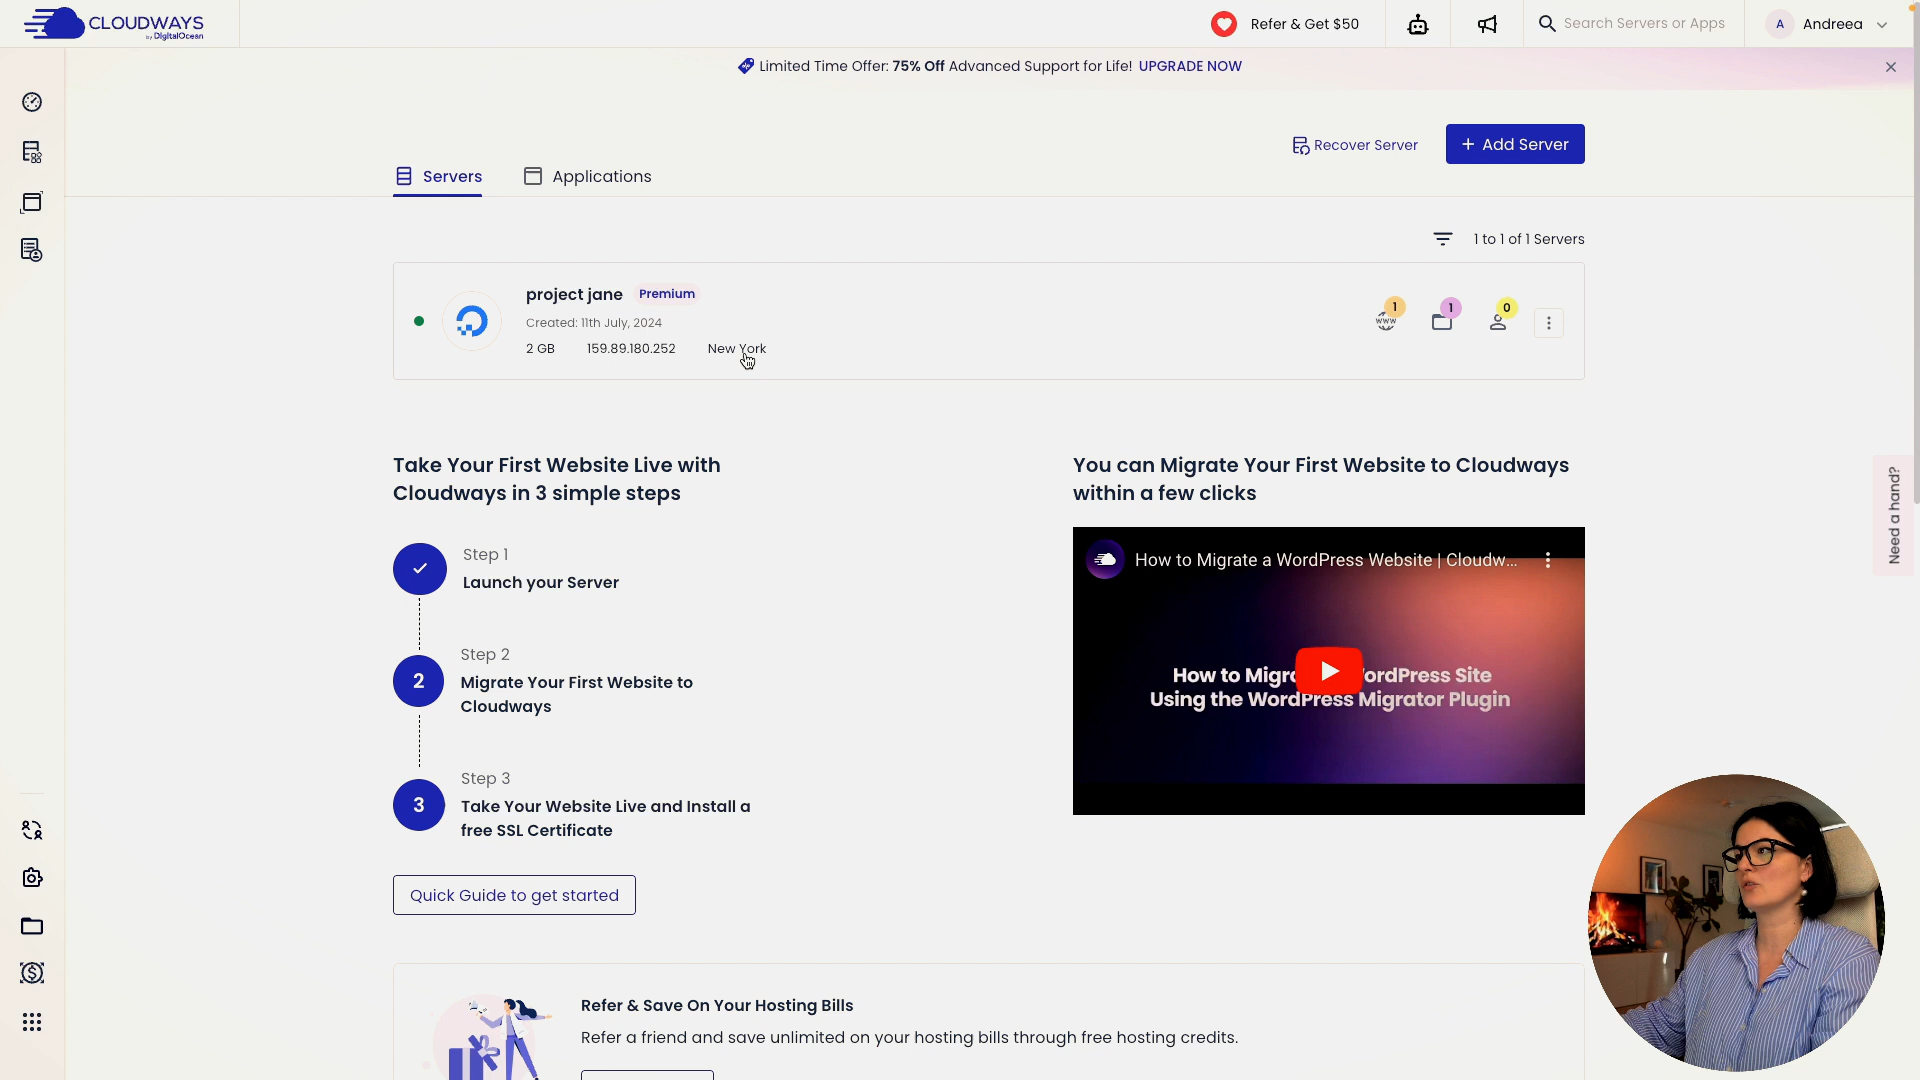 CLOUDWAYS
by DigitalOcean
Refer & Get $50
Search Servers or Apps
A
Andreea
Limited Time Offer: 75% Off Advanced Support for Life! UPGRADE NOW
Recover Server
+ Add Server
Servers
Applications
1 to 1 of 1 Servers
project jane
Premium
Created: 11th July, 2024
2 GB
159.89.180.252
New York
www
1
1
0
Take Your First Website Live with
Cloudways in 3 simple steps
Step 1
Launch your Server
2
Step 2
Migrate Your First Website to
Cloudways
3
Step 3
Take Your Website Live and Install a
free SSL Certificate
Quick Guide to get started
You can Migrate Your First Website to Cloudways
within a few clicks
How to Migrate a WordPress Website | Cloudw...
How to Migr ordPress Site
Using the WordPress Migrator Plugin
Need a hand?
Refer & Save On Your Hosting Bills
Refer a friend and save unlimited on your hosting bills through free hosting credits.